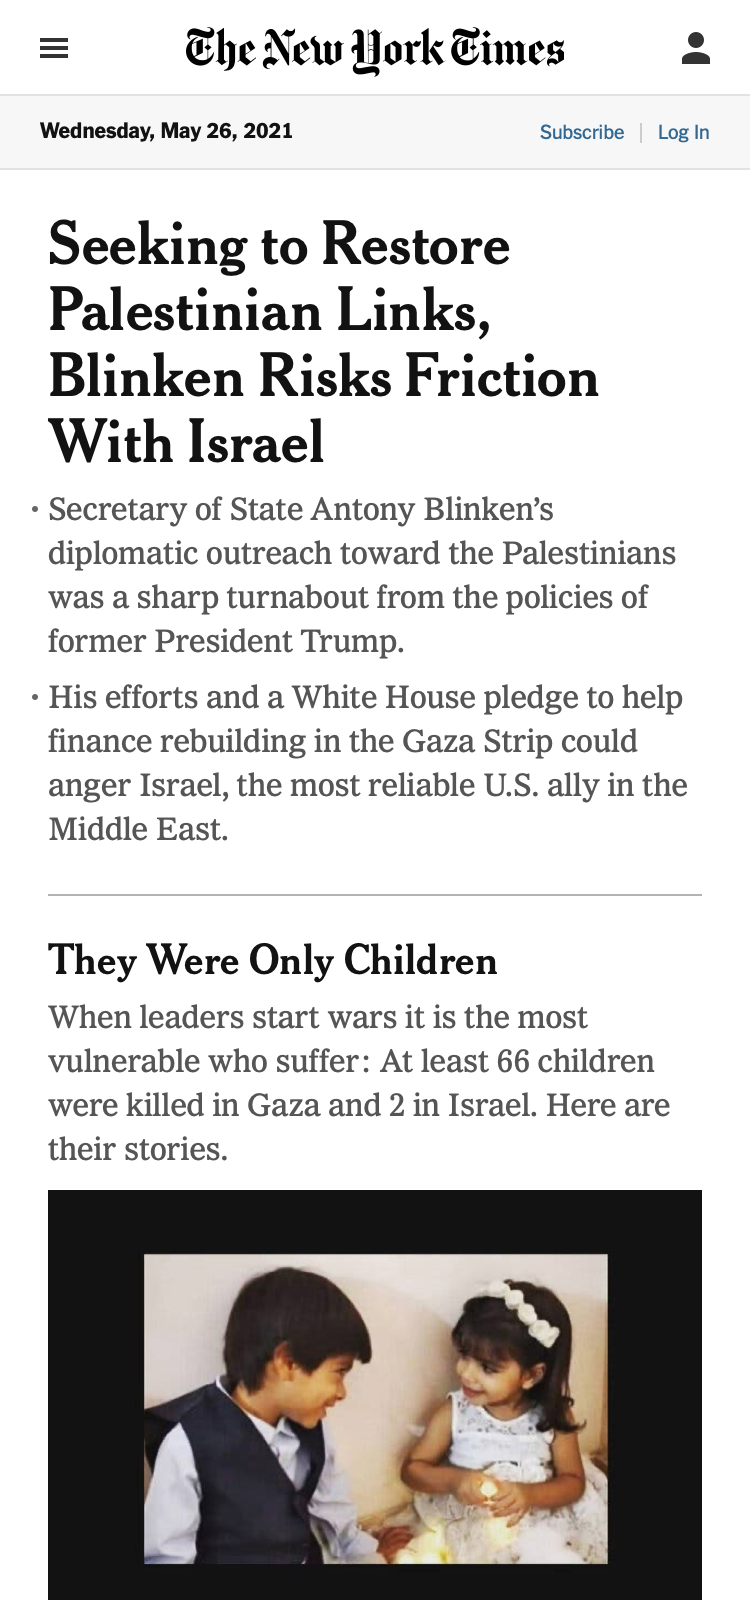 The New York Times
Wednesday, May 26, 2021
Subscribe | Log In
Seeking to Restore
Palestinian Links,
Blinken Risks Friction
With Israel
• Secretary of State Antony Blinken’s
diplomatic outreach toward the Palestinians
was a sharp turnabout from the policies of
former President Trump.
• His efforts and a White House pledge to help
finance rebuilding in the Gaza Strip could
anger Israel, the most reliable U.S. ally in the
Middle East.
They Were Only Children
When leaders start wars it is the most
vulnerable who suffer: At least 66 children
were killed in Gaza and 2 in Israel. Here are
their stories.